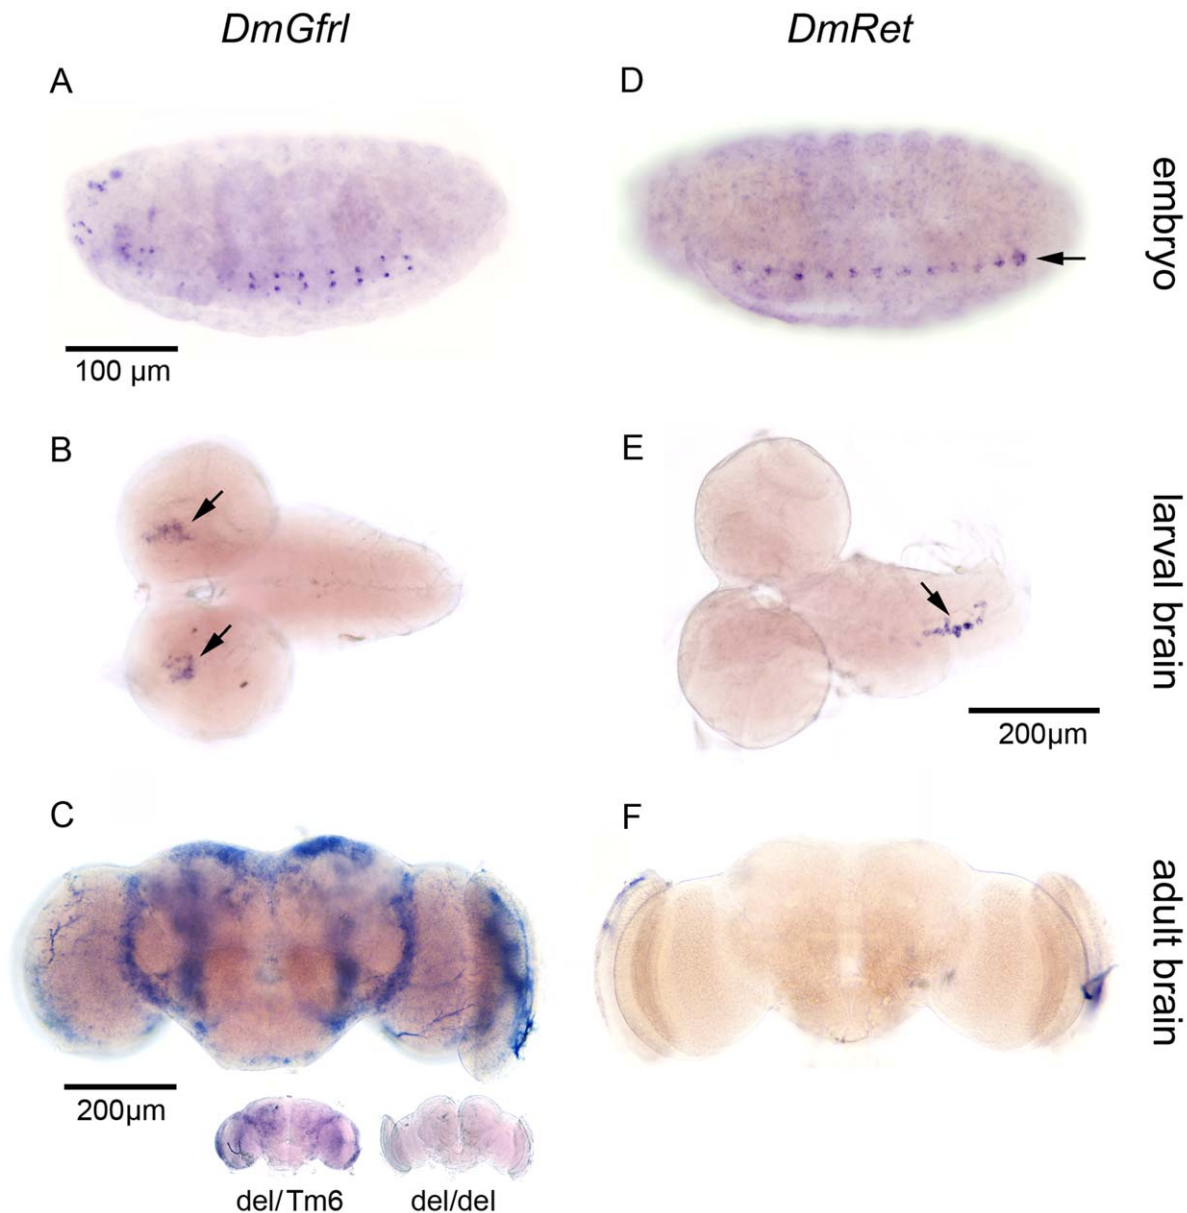 DmGfrl DmRet
A
D
100 µm
embryo
B
E
200µm
larval brain
C
F
200µm
adult brain
del/Tm6 del/del